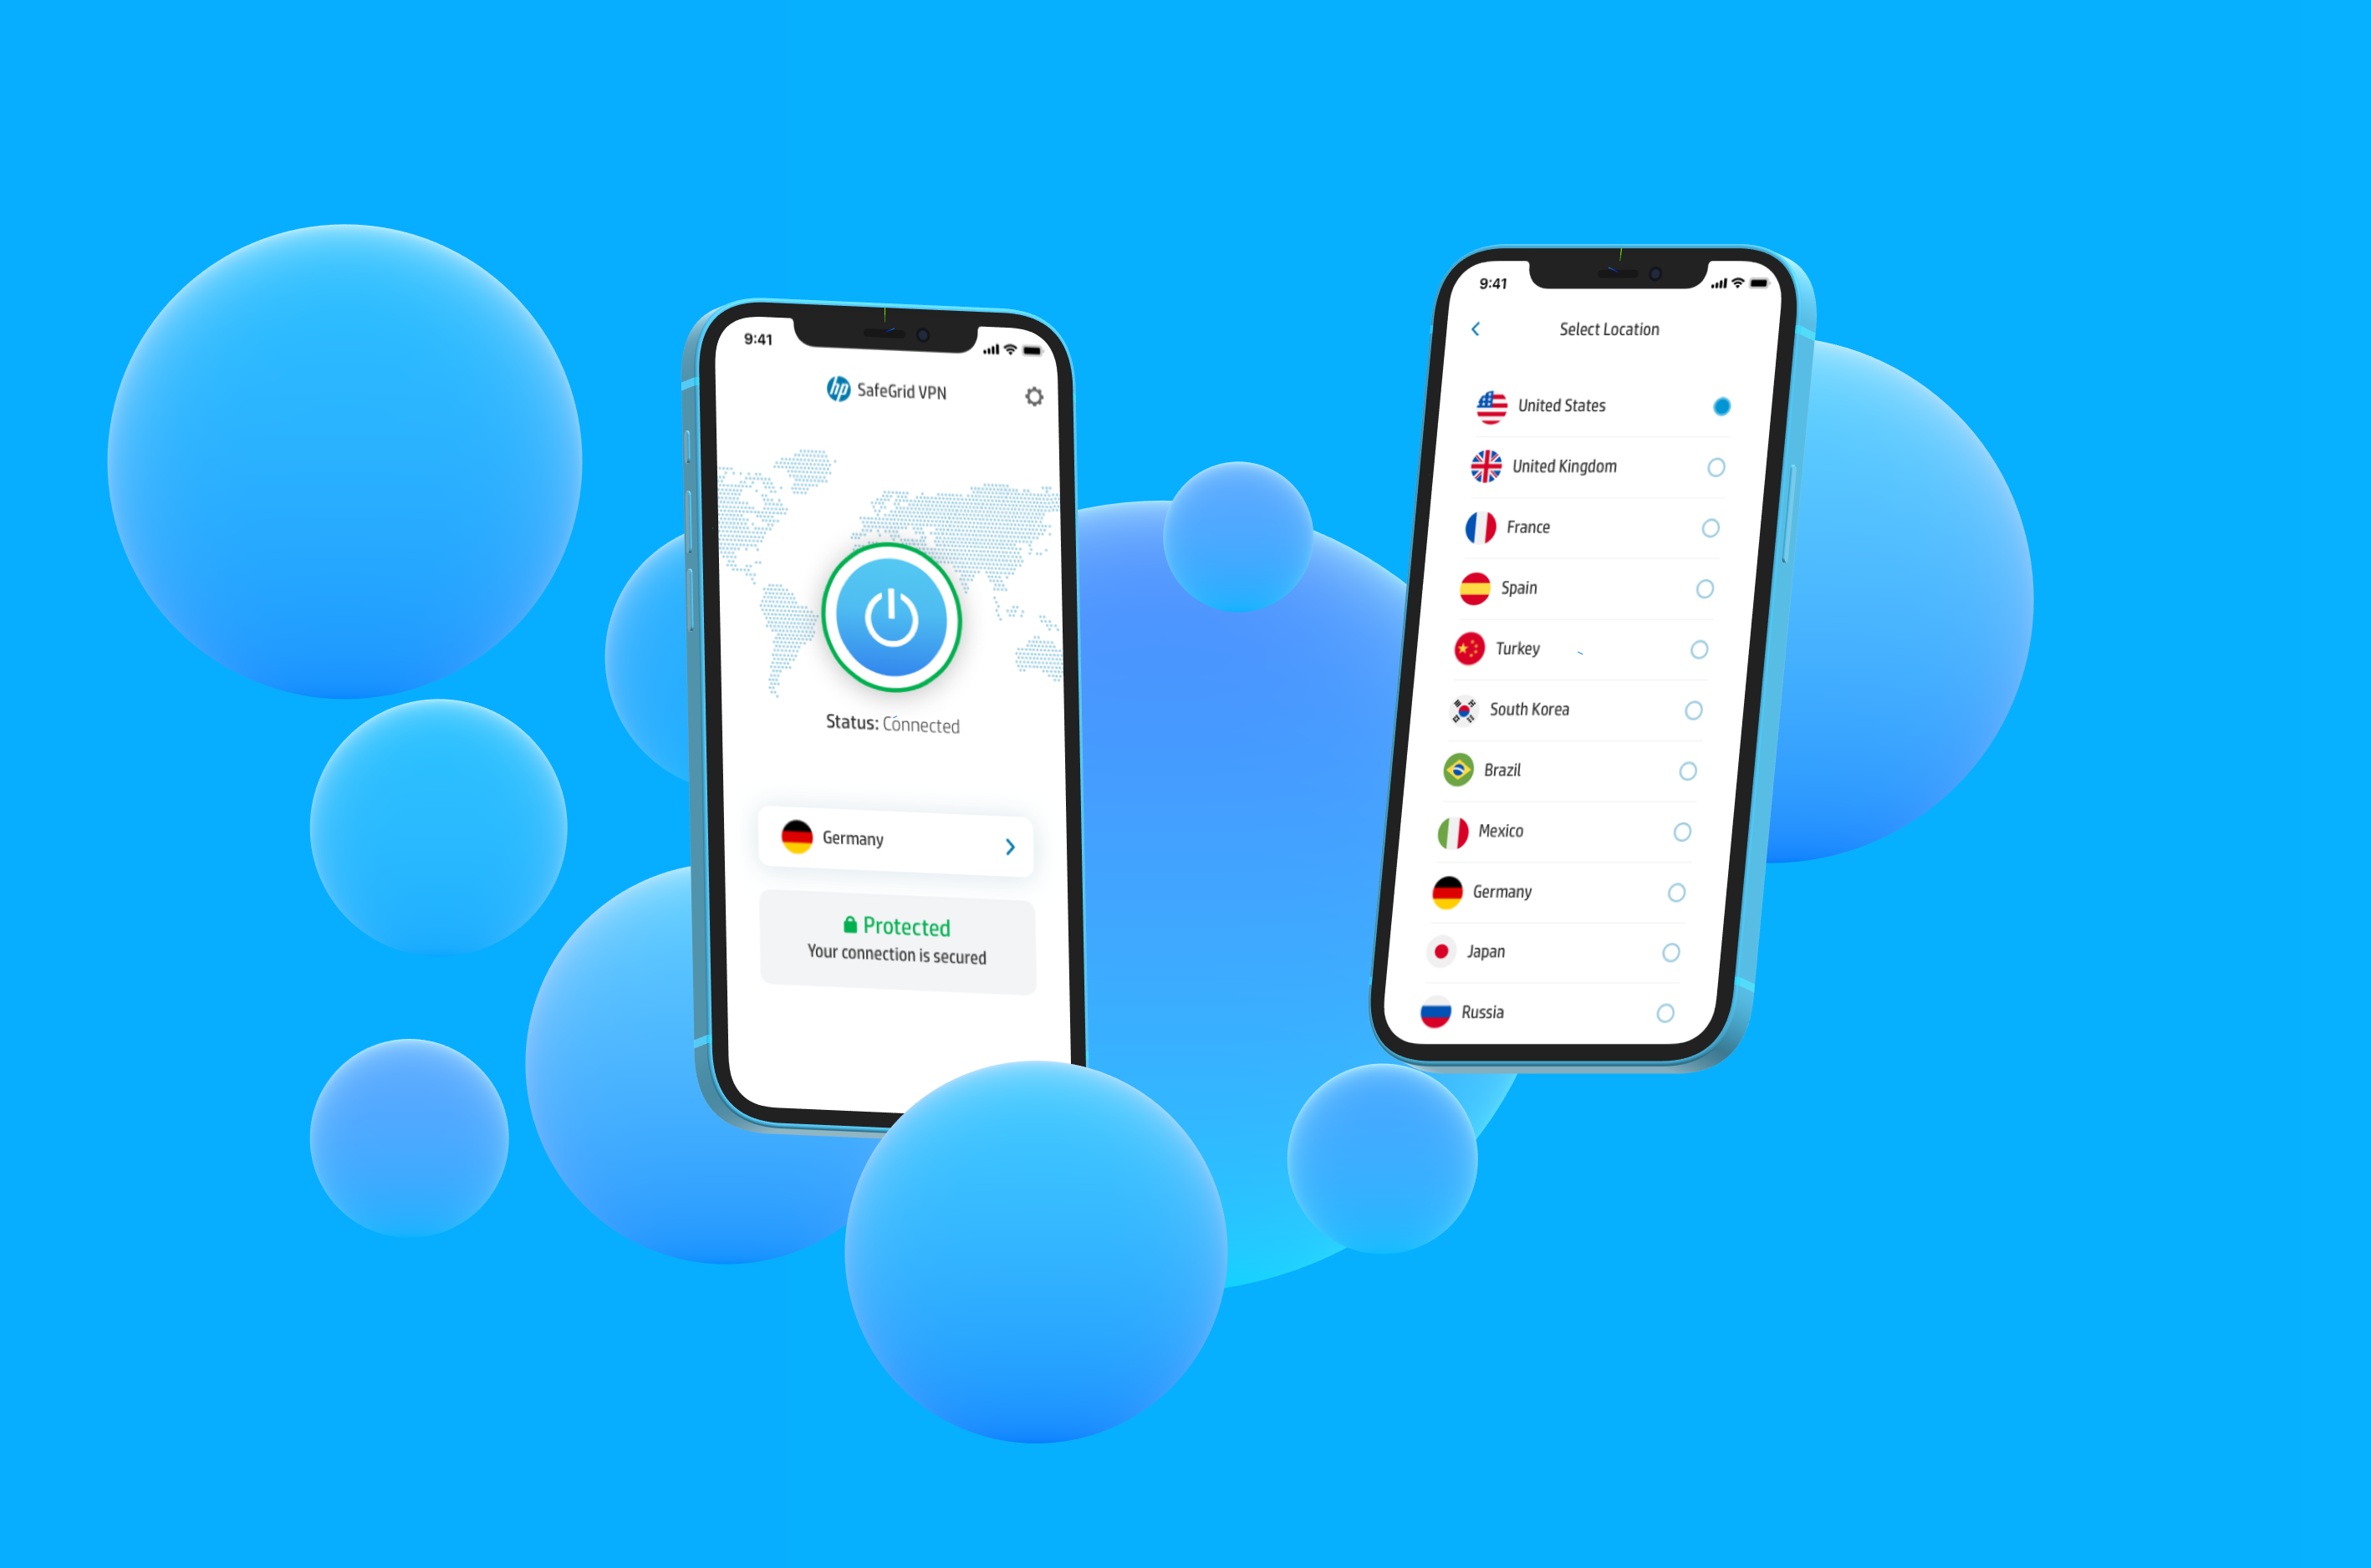 9:41
hp SafeGrid VPN
Status: Connected
Germany
Protected
Your connection is secured
9:41
Select Location
United States
United Kingdom
France
Spain
Turkey
South Korea
Brazil
Mexico
Germany
Japan
Russia